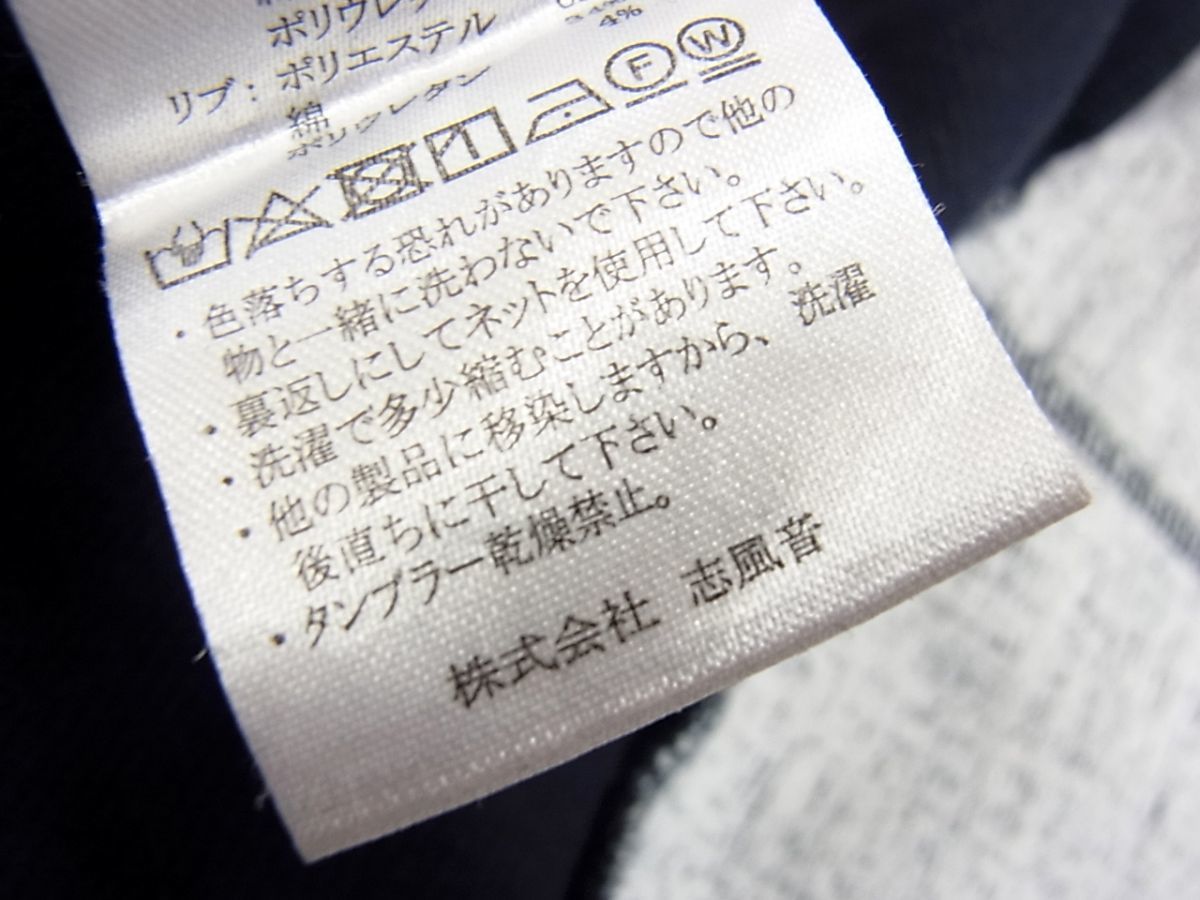 ポリウレタン
リブ : ポリエステル
綿
ポリウレタン 4%
F W
・色落ちする恐れがありますので他の
物と一緒に洗わないで下さい。
・裏返しにしてネットを使用して下さい。
・洗濯で多少縮むことがあります。
・他の製品に移染しますから、洗濯
後直ちに干して下さい。
・タンブラー乾燥禁止。
株式会社 志風音